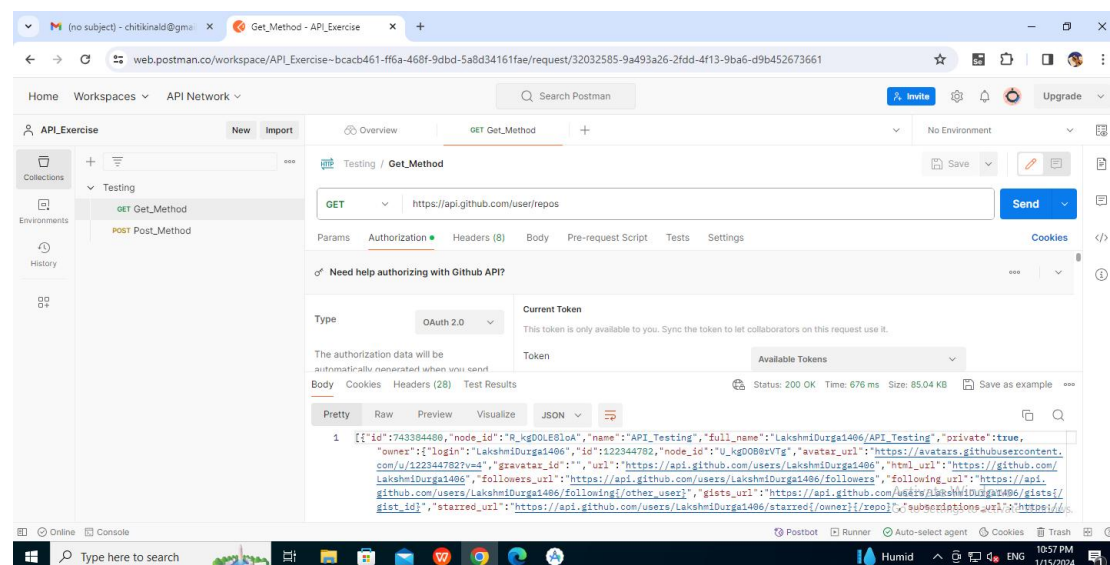 (no subject) - chitikinald@gmai
Get_Method - API_Exercise
web.postman.co/workspace/API_Exercise~bcacb461-ff6a-468f-9dbd-5a8d34161fae/request/32032585-9a493a26-2fdd-4f13-9ba6-d9b452673661
Home Workspaces API Network Search Postman Invite Upgrade
API_Exercise New Import Overview GET Get_Method No Environment
Collections
Testing
GET Get_Method
POST Post_Method
Environments
History
HTTP Testing / Get_Method Save
GET https://api.github.com/user/repos Send
Params Authorization Headers (8) Body Pre-request Script Tests Settings Cookies
Need help authorizing with Github API?
Type OAuth 2.0
The authorization data will be
automatically generated when you send
Current Token
This token is only available to you. Sync the token to let collaborators on this request use it.
Token Available Tokens
Body Cookies Headers (28) Test Results Status: 200 OK Time: 676 ms Size: 85.04 KB Save as example
Pretty Raw Preview Visualize JSON
1 [{"id":743384480,"node_id":"R_kgDOLE8loA","name":"API_Testing","full_name":"LakshmiDurga1406/API_Testing","private":true,
"owner":{"login":"LakshmiDurga1406","id":122344782,"node_id":"U_kgDOB0rVTg","avatar_url":"https://avatars.githubusercontent.
com/u/122344782?v=4","gravatar_id":"","url":"https://api.github.com/users/LakshmiDurga1406","html_url":"https://github.com/
LakshmiDurga1406","followers_url":"https://api.github.com/users/LakshmiDurga1406/followers","following_url":"https://api.
github.com/users/LakshmiDurga1406/following{/other_user}","gists_url":"https://api.github.com/users/LakshmiDurga1406/gists{/
gist_id}","starred_url":"https://api.github.com/users/LakshmiDurga1406/starred{/owner}{/repo}","subscriptions_url":"https://
Activate Windows
Go to Settings to activate Windows.
Online Console Postbot Runner Auto-select agent Cookies Trash
Type here to search Humid ENG 10:57 PM
1/15/2024